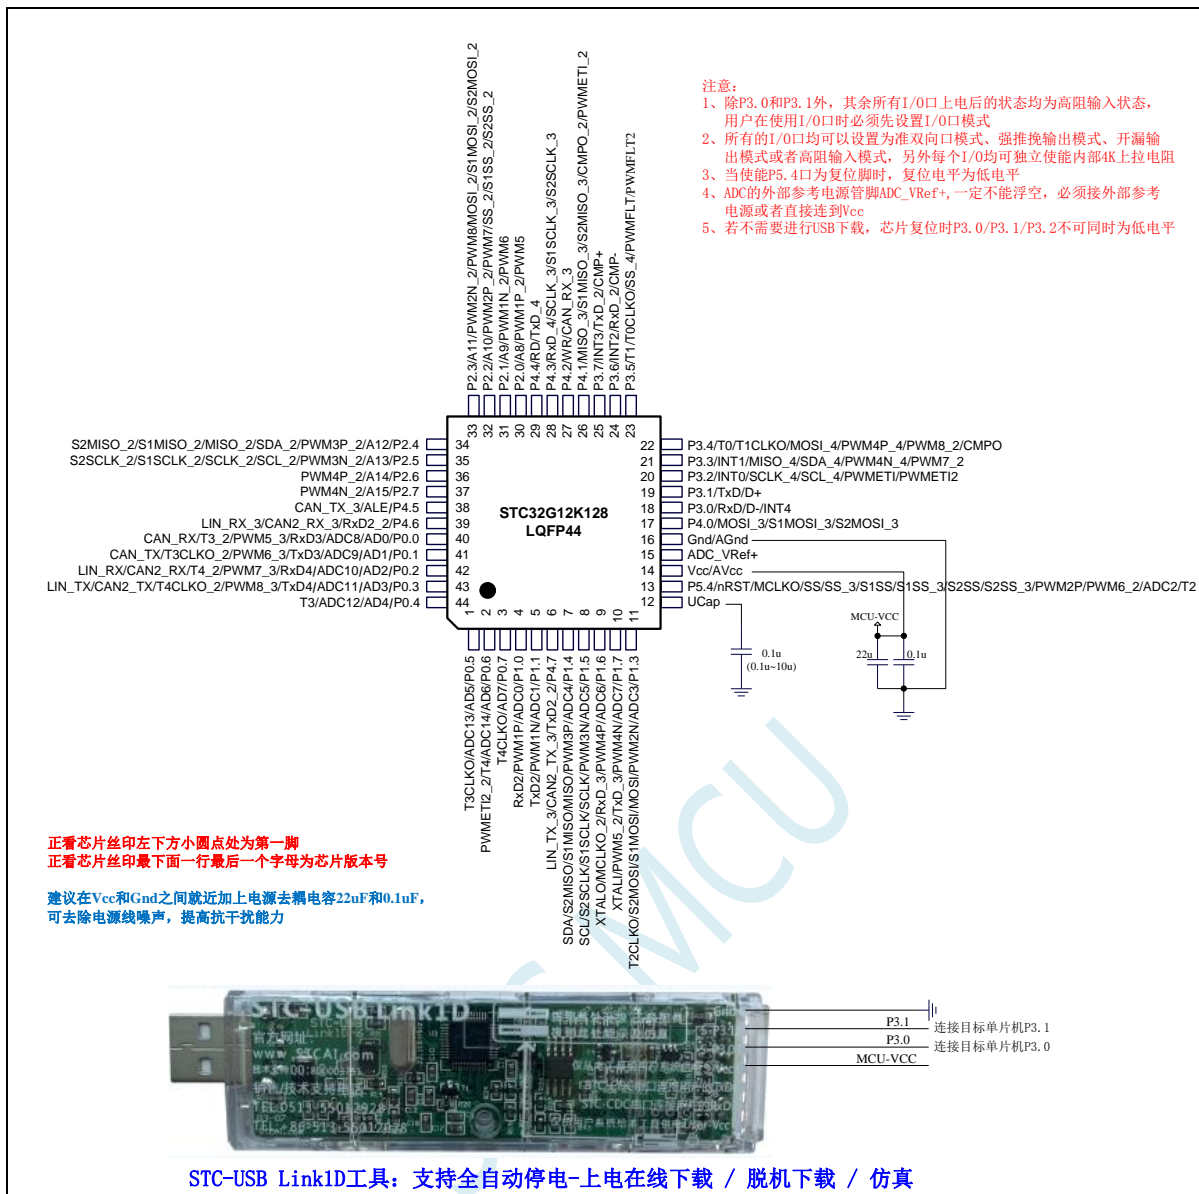 注意:
1、除P3.0和P3.1外，其余所有I/O口上电后的状态均为高阻输入状态，
用户在使用I/O口时必须先设置I/O口模式
2、所有的I/O口均可以设置为准双向口模式、强推挽输出模式、开漏输
出模式或者高阻输入模式，另外每个I/O均可独立使能内部4K上拉电阻
3、当使能P5.4口为复位脚时，复位电平为低电平
4、ADC的外部参考电源管脚ADC_VRef+,一定不能浮空，必须接外部参考
电源或者直接连到Vcc
5、若不需要进行USB下载，芯片复位时P3.0/P3.1/P3.2不可同时为低电平
P2.3/A11/PWM2N_2/PWM8/MOSI_2/S1MOSI_2/S2MOSI_2
P2.2/A10/PWM2P_2/PWM7/SS_2/S1SS_2/S2SS_2
P2.1/A9/PWM1N_2/PWM6
P2.0/A8/PWM1P_2/PWM5
P4.4/RD/TxD_4
P4.3/RxD_4/SCLK_3/S1SCLK_3/S2SCLK_3
P4.2/WR/CAN_RX_3
P4.1/MISO_3/S1MISO_3/S2MISO_3/CMPO_2/PWMETI_2
P3.7/INT3/TxD_2/CMP+
P3.6/INT2/RxD_2/CMP-
P3.5/T1/T0CLKO/SS_4/PWMFLT/PWMFLT2
33 32 31 30 29 28 27 26 25 24 23
S2MISO_2/S1MISO_2/MISO_2/SDA_2/PWM3P_2/A12/P2.4 34
S2SCLK_2/S1SCLK_2/SCLK_2/SCL_2/PWM3N_2/A13/P2.5 35
PWM4P_2/A14/P2.6 36
PWM4N_2/A15/P2.7 37
CAN_TX_3/ALE/P4.5 38
LIN_RX_3/CAN2_RX_3/RxD2_2/P4.6 39
CAN_RX/T3_2/PWM5_3/RxD3/ADC8/AD0/P0.0 40
CAN_TX/T3CLKO_2/PWM6_3/TxD3/ADC9/AD1/P0.1 41
LIN_RX/CAN2_RX/T4_2/PWM7_3/RxD4/ADC10/AD2/P0.2 42
LIN_TX/CAN2_TX/T4CLKO_2/PWM8_3/TxD4/ADC11/AD3/P0.3 43
T3/ADC12/AD4/P0.4 44
STC32G12K128
LQFP44
22 P3.4/T0/T1CLKO/MOSI_4/PWM4P_4/PWM8_2/CMPO
21 P3.3/INT1/MISO_4/SDA_4/PWM4N_4/PWM7_2
20 P3.2/INT0/SCLK_4/SCL_4/PWMETI/PWMETI2
19 P3.1/TxD/D+
18 P3.0/RxD/D-/INT4
17 P4.0/MOSI_3/S1MOSI_3/S2MOSI_3
16 Gnd/AGnd
15 ADC_VRef+
14 Vcc/AVcc
13 P5.4/nRST/MCLKO/SS/SS_3/S1SS/S1SS_3/S2SS/S2SS_3/PWM2P/PWM6_2/ADC2/T2
12 UCap
1 2 3 4 5 6 7 8 9 10 11
T3CLKO/ADC13/AD5/P0.5
PWMETI2_2/T4/ADC14/AD6/P0.6
T4CLKO/AD7/P0.7
RxD2/PWM1P/ADC0/P1.0
TxD2/PWM1N/ADC1/P1.1
LIN_TX_3/CAN2_TX_3/TxD2_2/P4.7
SDA/S2MISO/S1MISO/MISO/PWM3P/ADC4/P1.4
SCL/S2SCLK/S1SCLK/SCLK/PWM3N/ADC5/P1.5
XTALO/MCLKO_2/RxD_3/PWM4P/ADC6/P1.6
XTALI/PWM5_2/TxD_3/PWM4N/ADC7/P1.7
T2CLKO/S2MOSI/S1MOSI/MOSI/PWM2N/ADC3/P1.3
MCU-VCC
0.1u
(0.1u~10u)
22u 0.1u
正看芯片丝印左下方小圆点处为第一脚
正看芯片丝印最下面一行最后一个字母为芯片版本号
建议在Vcc和Gnd之间就近加上电源去耦电容22uF和0.1uF，
可去除电源线噪声，提高抗干扰能力
MCU
STC-USB Link1D
官方网址:
www.STCAI.com
TEL:0513-55012928
P3.1 连接目标单片机P3.1
P3.0 连接目标单片机P3.0
MCU-VCC
STC-USB Link1D工具: 支持全自动停电-上电在线下载 / 脱机下载 / 仿真